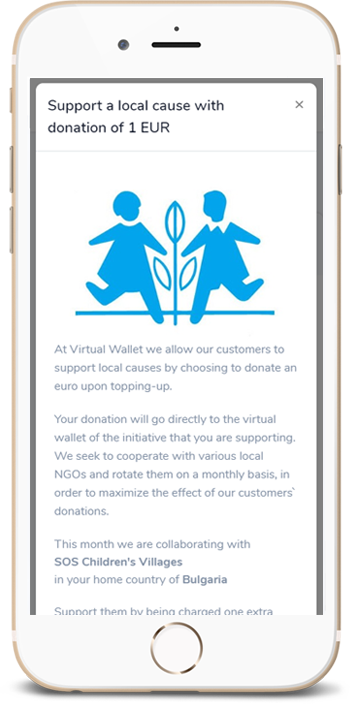 Support a local cause with
donation of 1 EUR
×
At Virtual Wallet we allow our customers to
support local causes by choosing to donate an
euro upon topping-up.
Your donation will go directly to the virtual
wallet of the initiative that you are supporting.
We seek to cooperate with various local
NGOs and rotate them on a monthly basis, in
order to maximize the effect of our customers`
donations.
This month we are collaborating with
SOS Children's Villages
in your home country of Bulgaria
Support them by being charged one extra